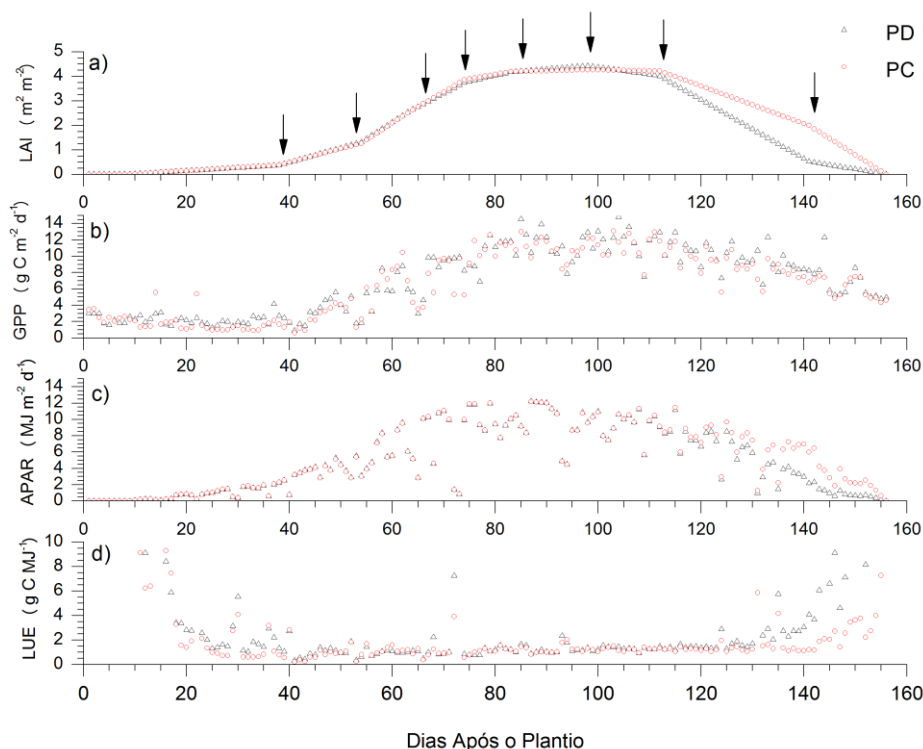 PD
PC
a)
LAI ( m² m⁻²)
5
4
3
2
1
0
0 20 40 60 80 100 120 140 160
b)
GPP ( g C m⁻² d⁻¹)
14
12
10
8
6
4
2
0
0 20 40 60 80 100 120 140 160
c)
APAR ( MJ m⁻² d⁻¹)
14
12
10
8
6
4
2
0
0 20 40 60 80 100 120 140 160
d)
LUE ( g C MJ⁻¹)
10
8
6
4
2
0
0 20 40 60 80 100 120 140 160
Dias Após o Plantio